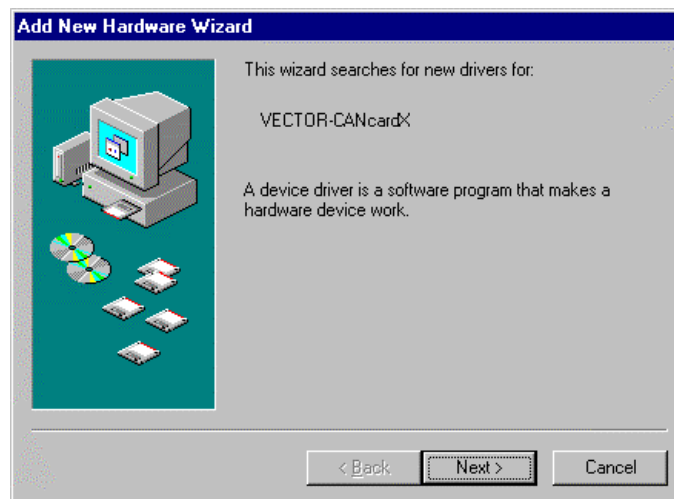 Add New Hardware Wizard
This wizard searches for new drivers for:
VECTOR-CANcardX
A device driver is a software program that makes a
hardware device work.
< Back
Next >
Cancel